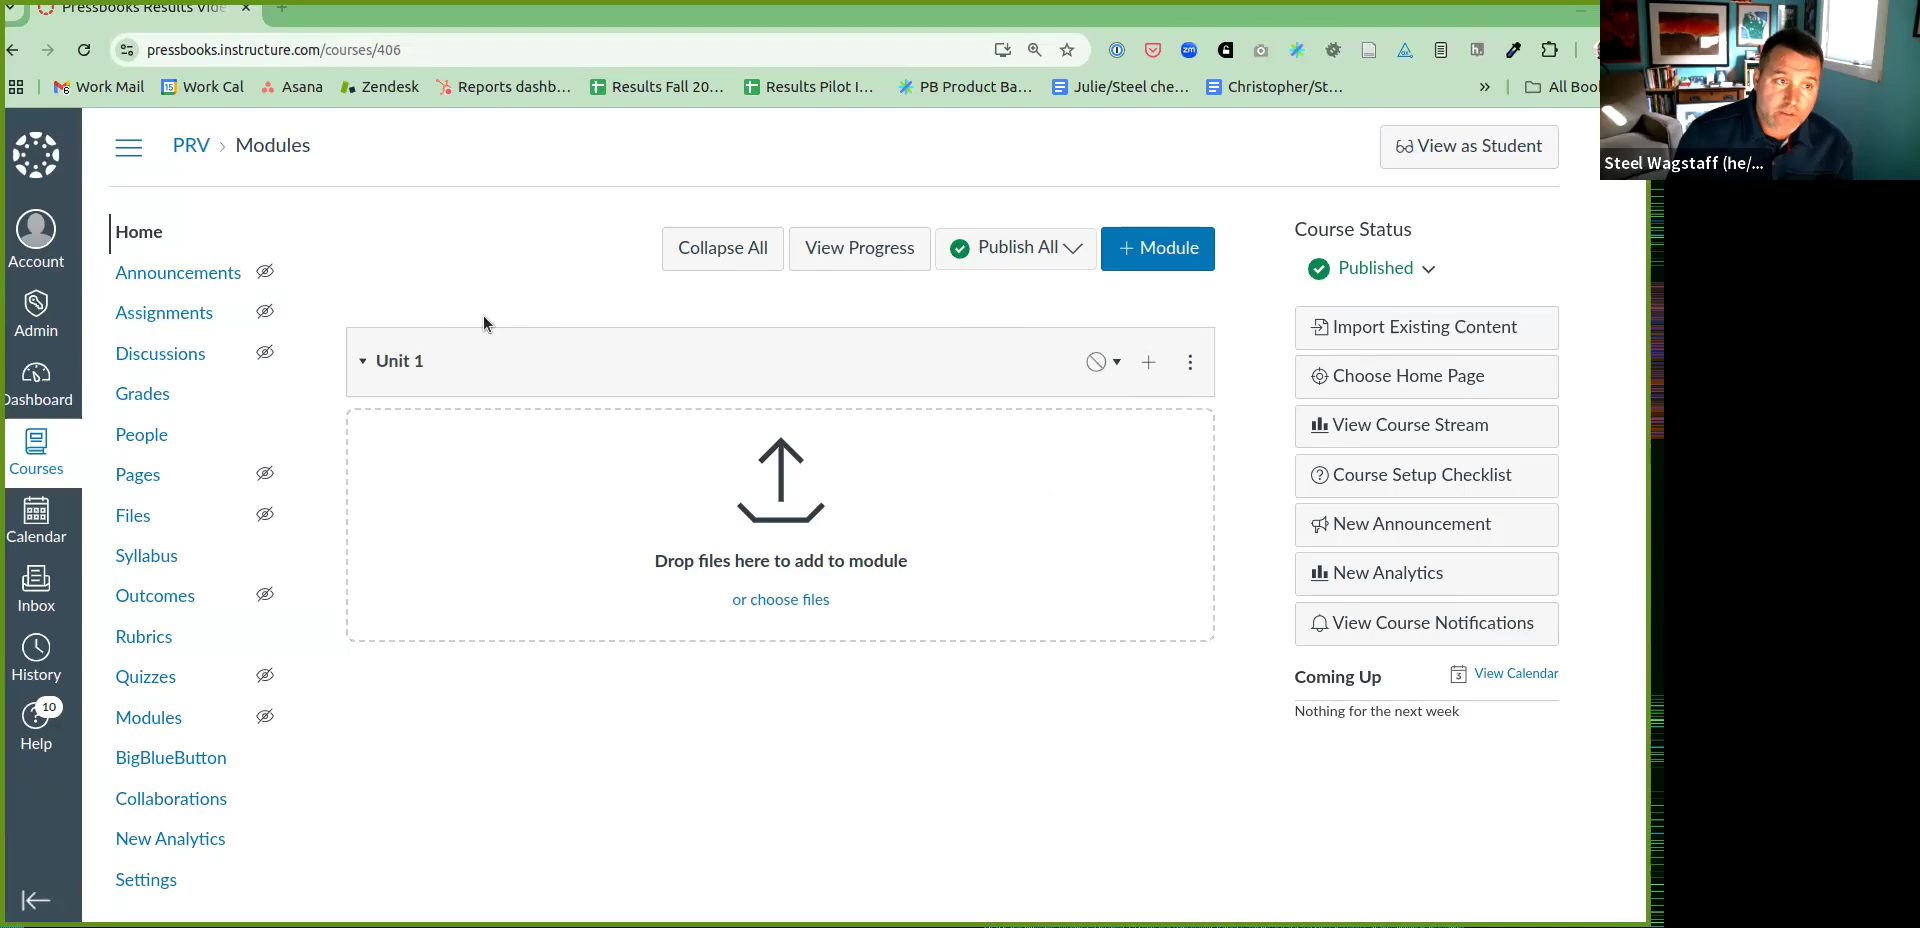 Pressbooks Results Vide
pressbooks.instructure.com/courses/406
Work Mail
Work Cal
Asana
Zendesk
Reports dashb...
Results Fall 20...
Results Pilot I...
PB Product Ba...
Julie/Steel che...
Christopher/St...
»
All Boo
Steel Wagstaff (he/...
PRV › Modules
View as Student
Account
Admin
Dashboard
Courses
Calendar
Inbox
History
10
Help
Home
Announcements
Assignments
Discussions
Grades
People
Pages
Files
Syllabus
Outcomes
Rubrics
Quizzes
Modules
BigBlueButton
Collaborations
New Analytics
Settings
Collapse All
View Progress
Publish All
+ Module
Unit 1
Drop files here to add to module
or choose files
Course Status
Published
Import Existing Content
Choose Home Page
View Course Stream
Course Setup Checklist
New Announcement
New Analytics
View Course Notifications
Coming Up
3 View Calendar
Nothing for the next week